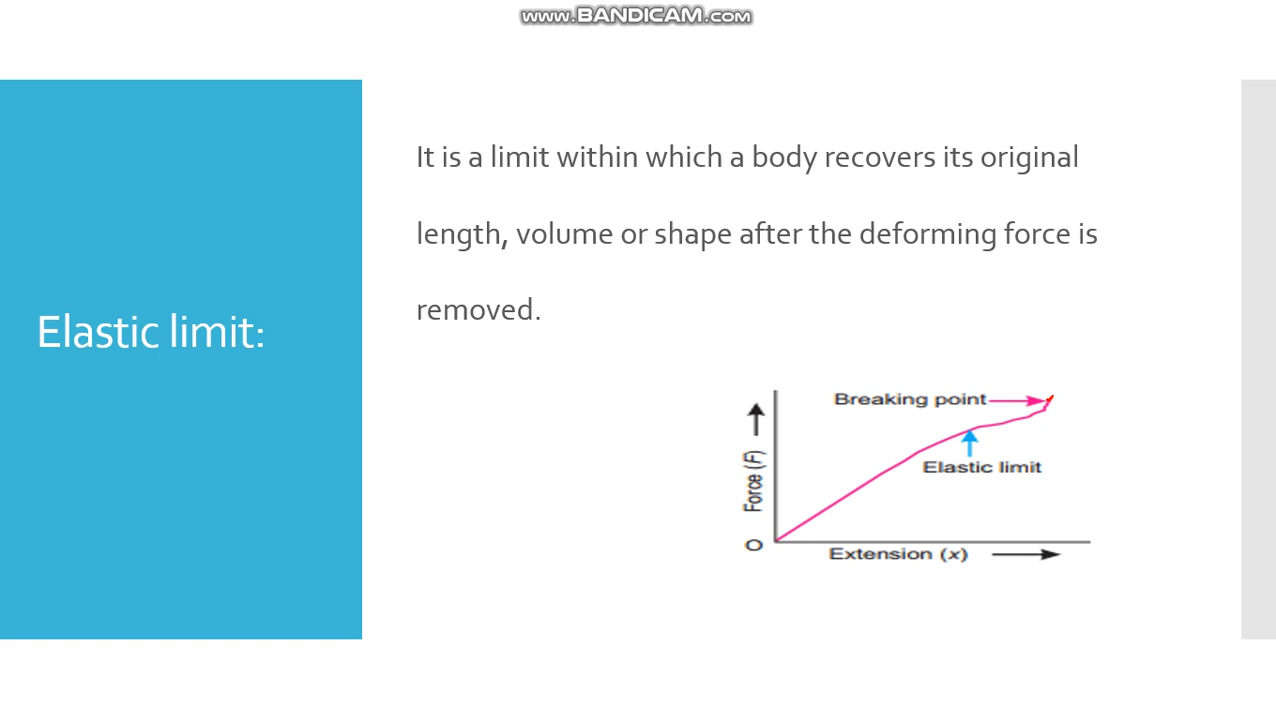 www.BANDICAM.com
Elastic limit:
It is a limit within which a body recovers its original
length, volume or shape after the deforming force is
removed.
Breaking point
Elastic limit
Force (F)
O
Extension (x)